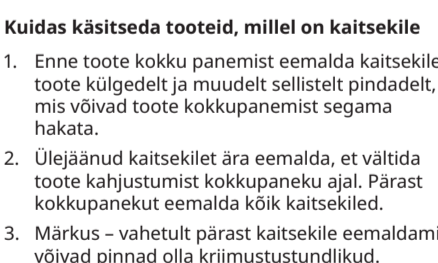 Kuidas käsitseda tooteid, millel on kaitsekile
1. Enne toote kokku panemist eemalda kaitsekile
toote külgedelt ja muudelt sellistelt pindadelt,
mis võivad toote kokkupanemist segama
hakata.
2. Ülejäänud kaitsekilet ära eemalda, et vältida
toote kahjustumist kokkupaneku ajal. Pärast
kokkupanekut eemalda kõik kaitsekiled.
3. Märkus – vahetult pärast kaitsekile eemaldami
võivad pinnad olla kriimustustundlikud.